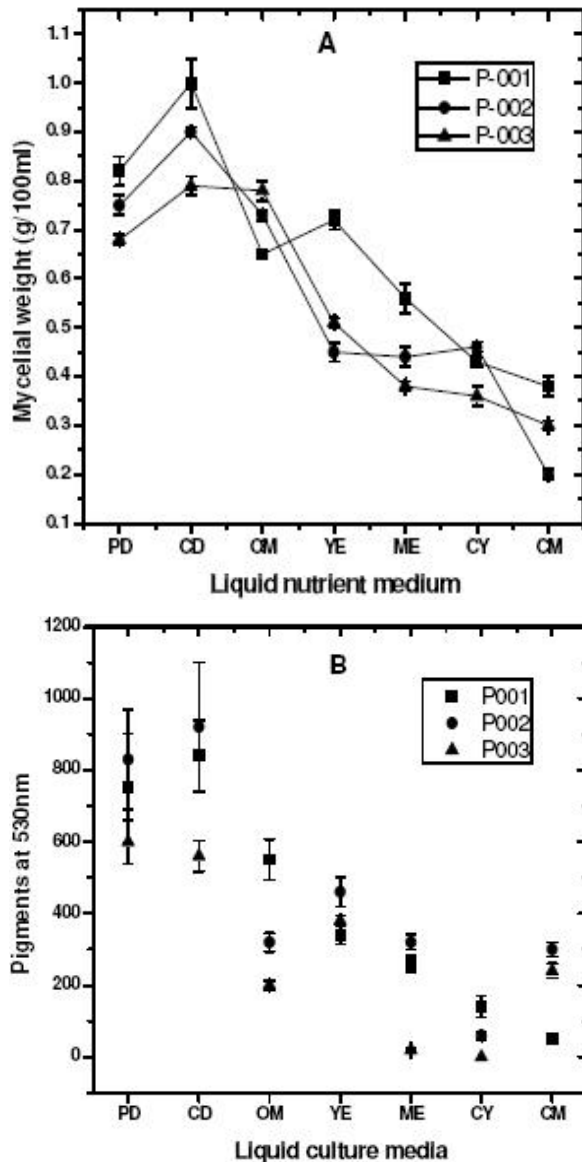 A
P-001
P-002
P-003
1.0
0.9
0.8
0.7
0.6
0.5
0.4
0.3
0.2
0.1
Mycelial weight (g/100ml)
PD CD OM YE ME CY CM
Liquid nutrient medium
B
P001
P002
P003
1200
1000
800
600
400
200
0
Pigments at 530nm
PD CD OM YE ME CY CM
Liquid culture media